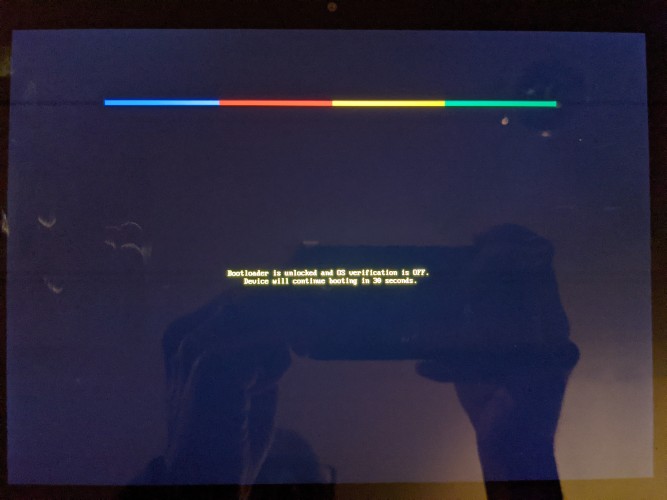 Bootloader is unlocked and OS verification is OFF.
Device will continue booting in 30 seconds.